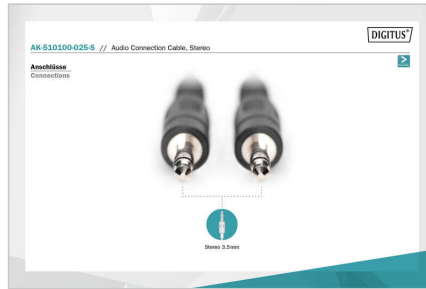 DIGITUS®
AK-510100-025-S // Audio Connection Cable, Stereo
Anschlüsse
Connections
Stereo 3.5mm